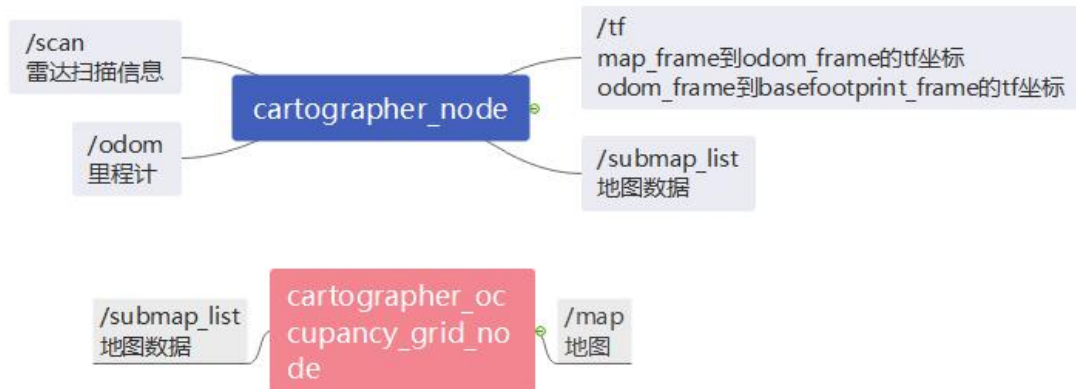 /scan
雷达扫描信息
/odom
里程计
cartographer_node
/tf
map_frame到odom_frame的tf坐标
odom_frame到basefootprint_frame的tf坐标
/submap_list
地图数据
/submap_list
地图数据
cartographer_oc
cupancy_grid_no
de
/map
地图